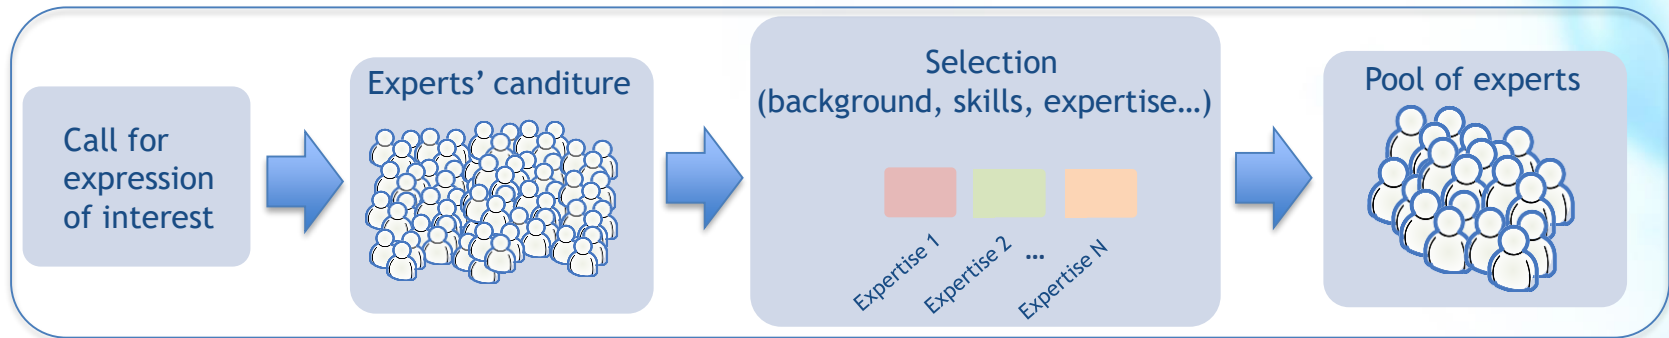 Call for
expression
of interest
Experts’ canditure
Selection
(background, skills, expertise…)
Expertise 1
Expertise 2
...
Expertise N
Pool of experts